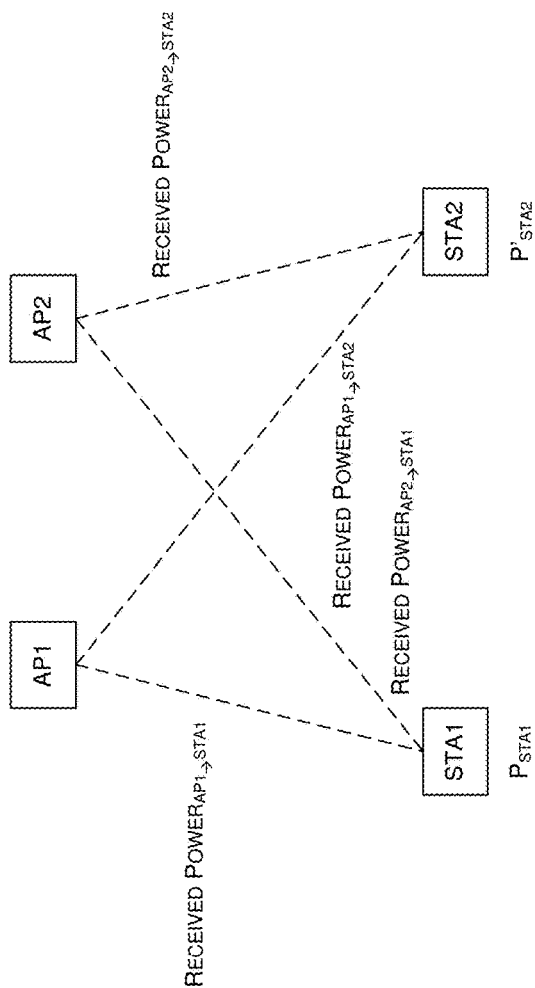 AP1
AP2
RECEIVED POWERAP1→STA1
RECEIVED POWERAP2→STA2
RECEIVED POWERAP1→STA2
RECEIVED POWERAP2→STA1
STA1
STA2
PSTA1
P'STA2